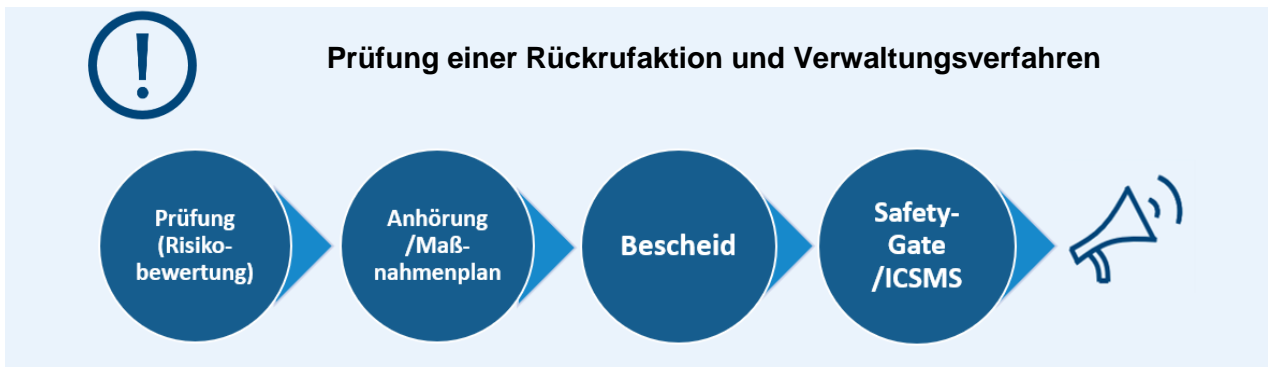 Prüfung einer Rückrufaktion und Verwaltungsverfahren
Prüfung
(Risiko-
bewertung)
Anhörung
/Maß-
nahmenplan
Bescheid
Safety-
Gate
/ICSMS